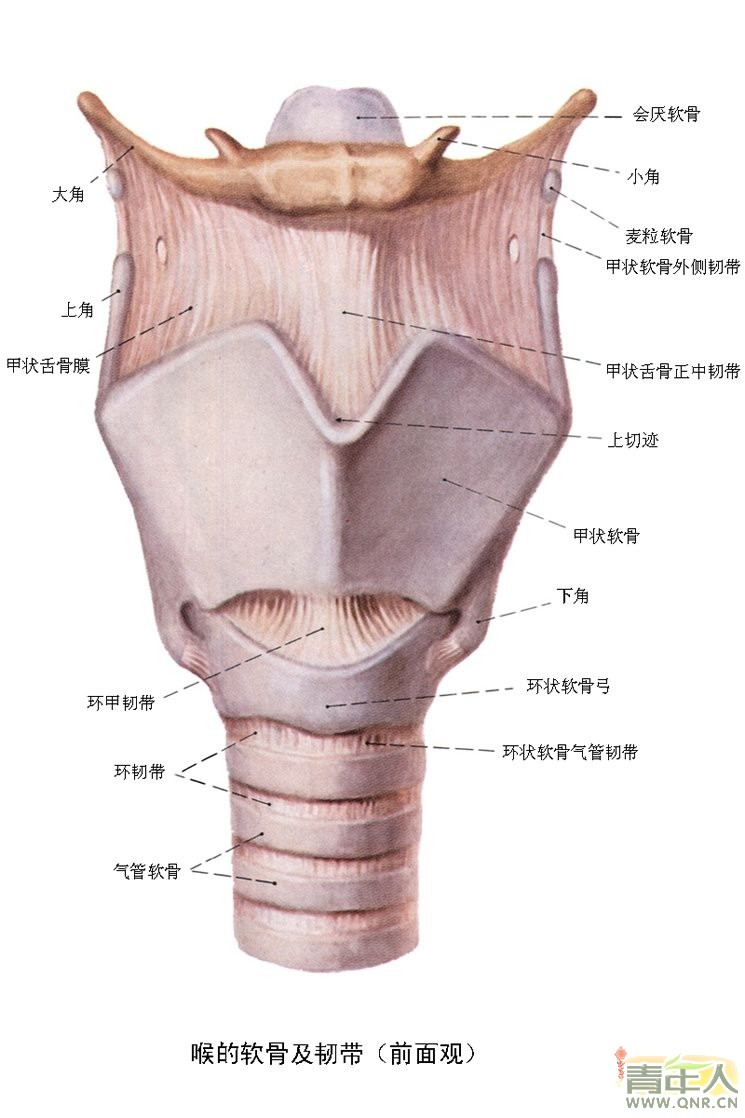 会厌软骨
小角
大角
麦粒软骨
甲状软骨外侧韧带
上角
甲状舌骨膜
甲状舌骨正中韧带
上切迹
甲状软骨
下角
环甲韧带
环状软骨弓
环状软骨气管韧带
环韧带
气管软骨
喉的软骨及韧带（前面观）
青年人
WWW.QNR.CN